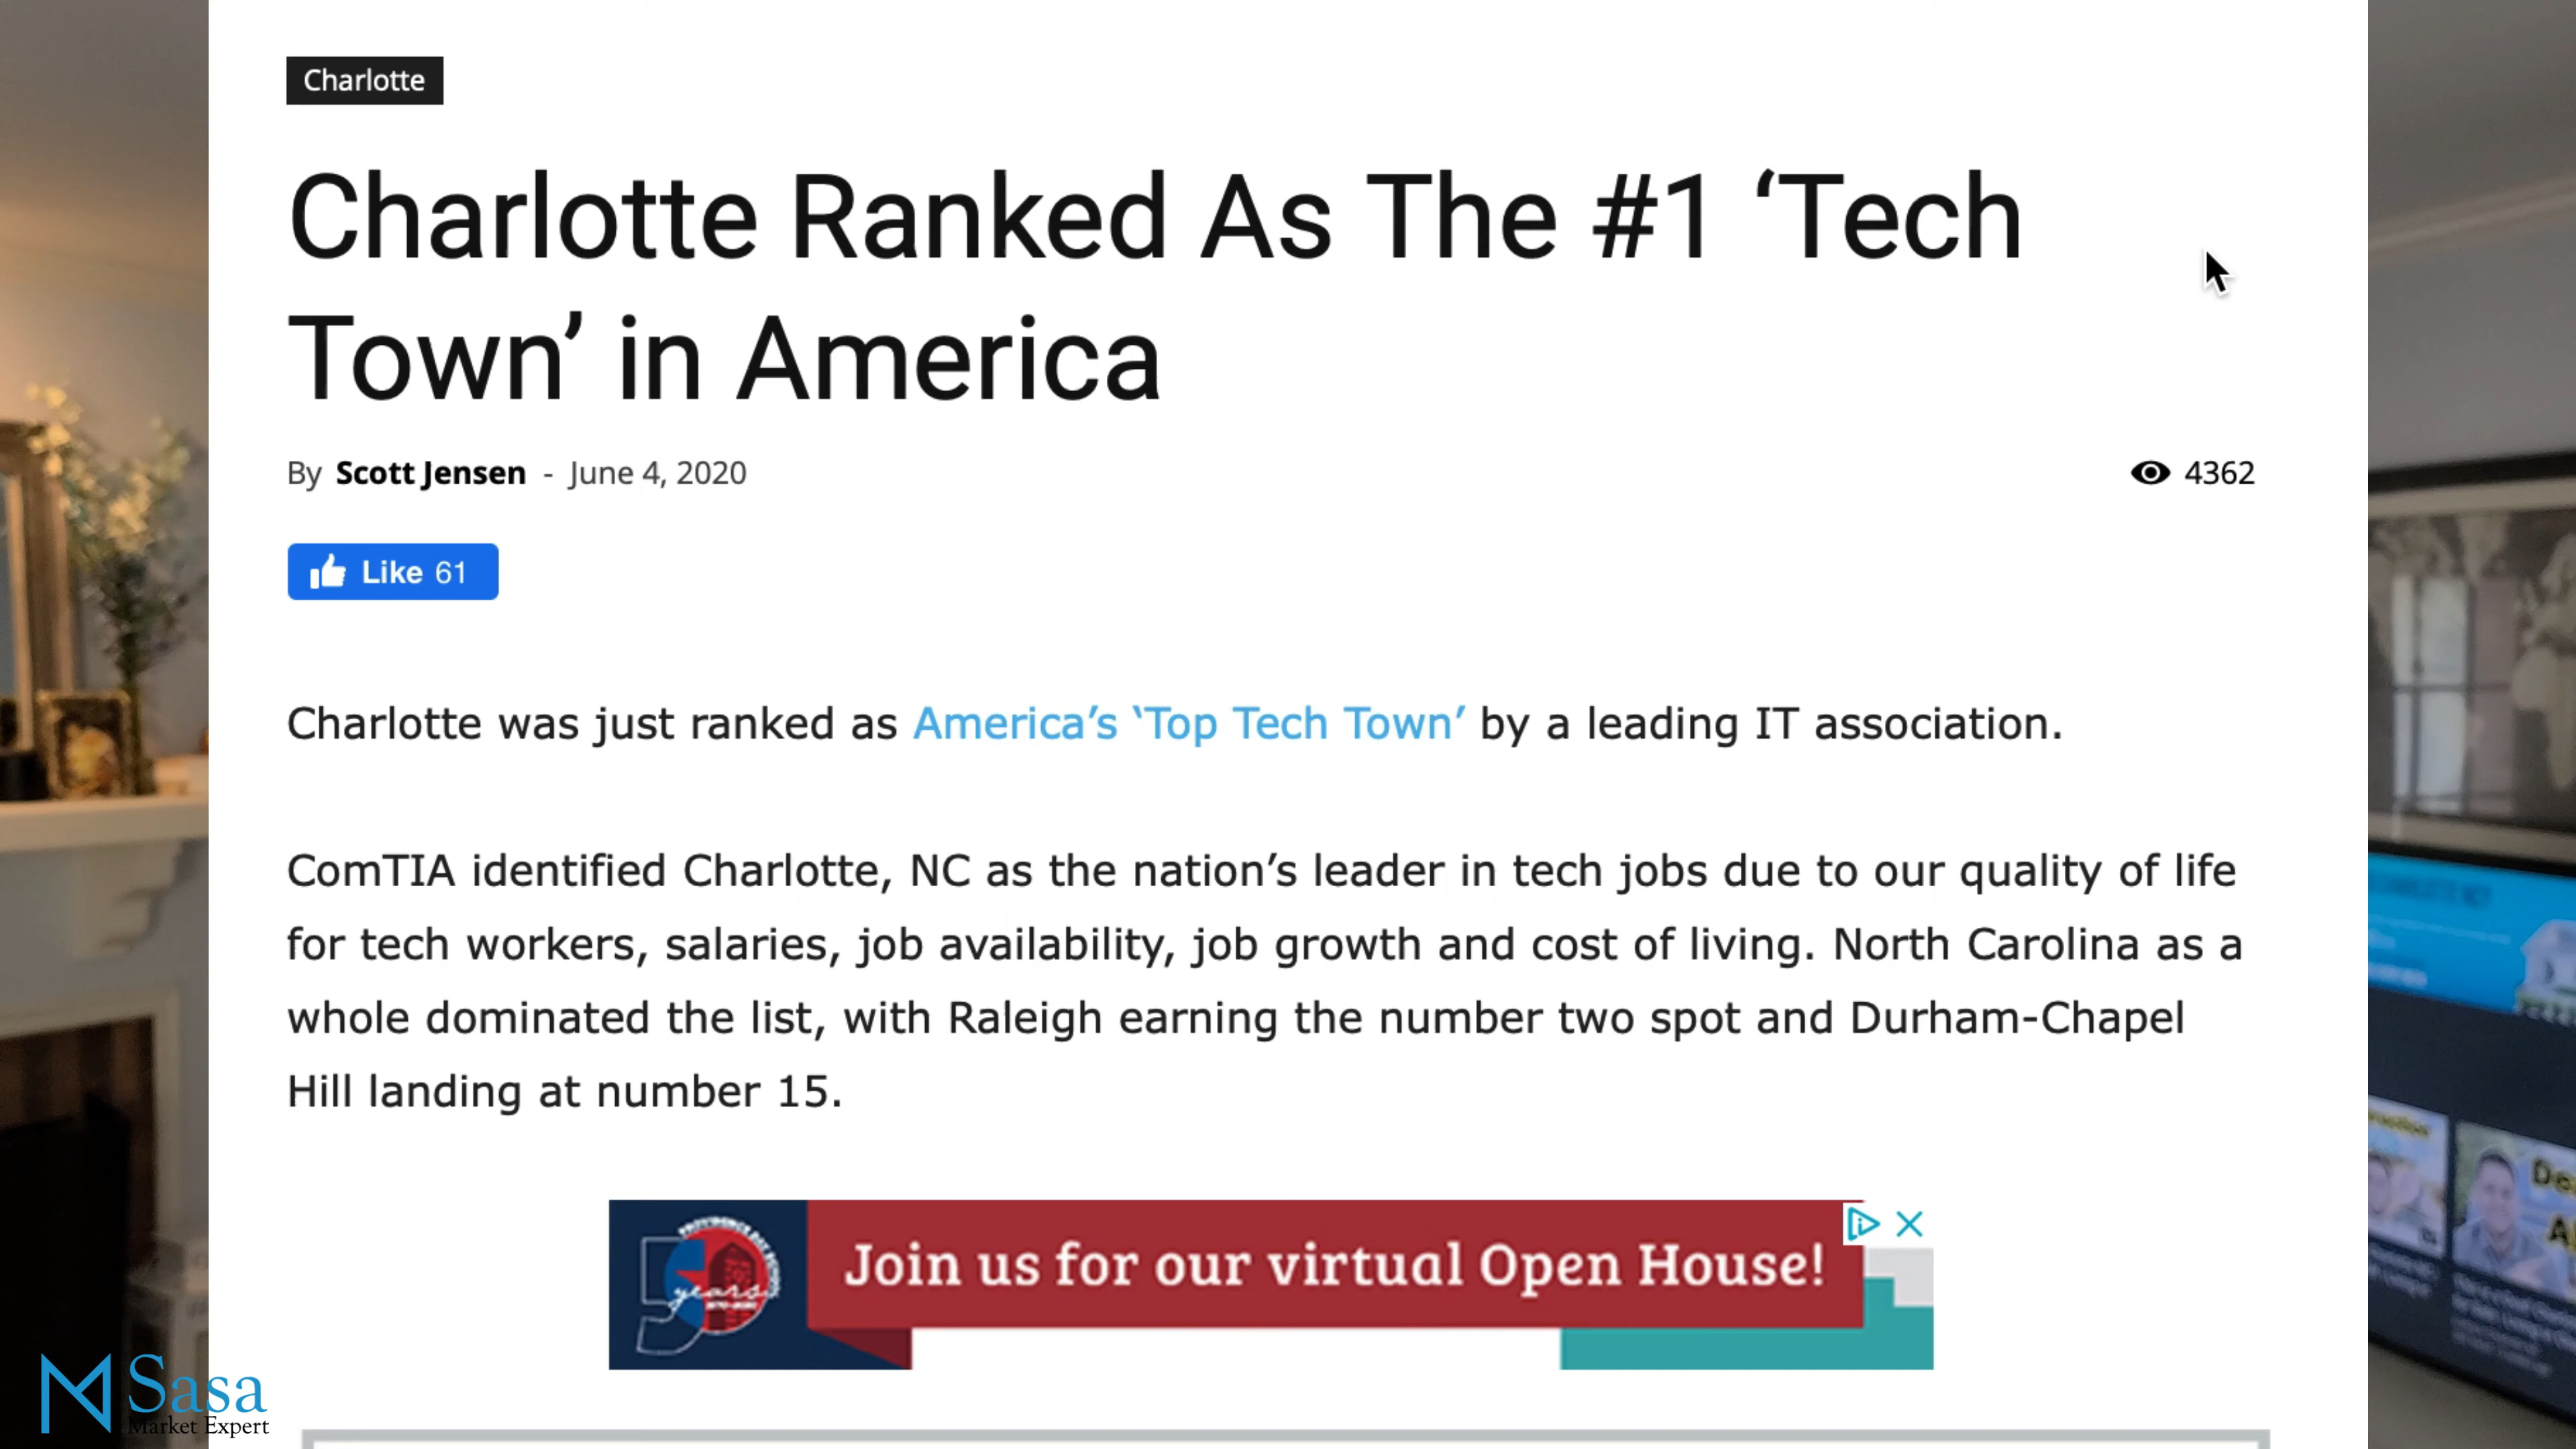 Charlotte
Charlotte Ranked As The #1 ‘Tech
Town’ in America
By Scott Jensen - June 4, 2020
4362
Like 61
Charlotte was just ranked as America’s ‘Top Tech Town’ by a leading IT association.
ComTIA identified Charlotte, NC as the nation’s leader in tech jobs due to our quality of life
for tech workers, salaries, job availability, job growth and cost of living. North Carolina as a
whole dominated the list, with Raleigh earning the number two spot and Durham-Chapel
Hill landing at number 15.
years
Join us for our virtual Open House!
Sasa
Market Expert